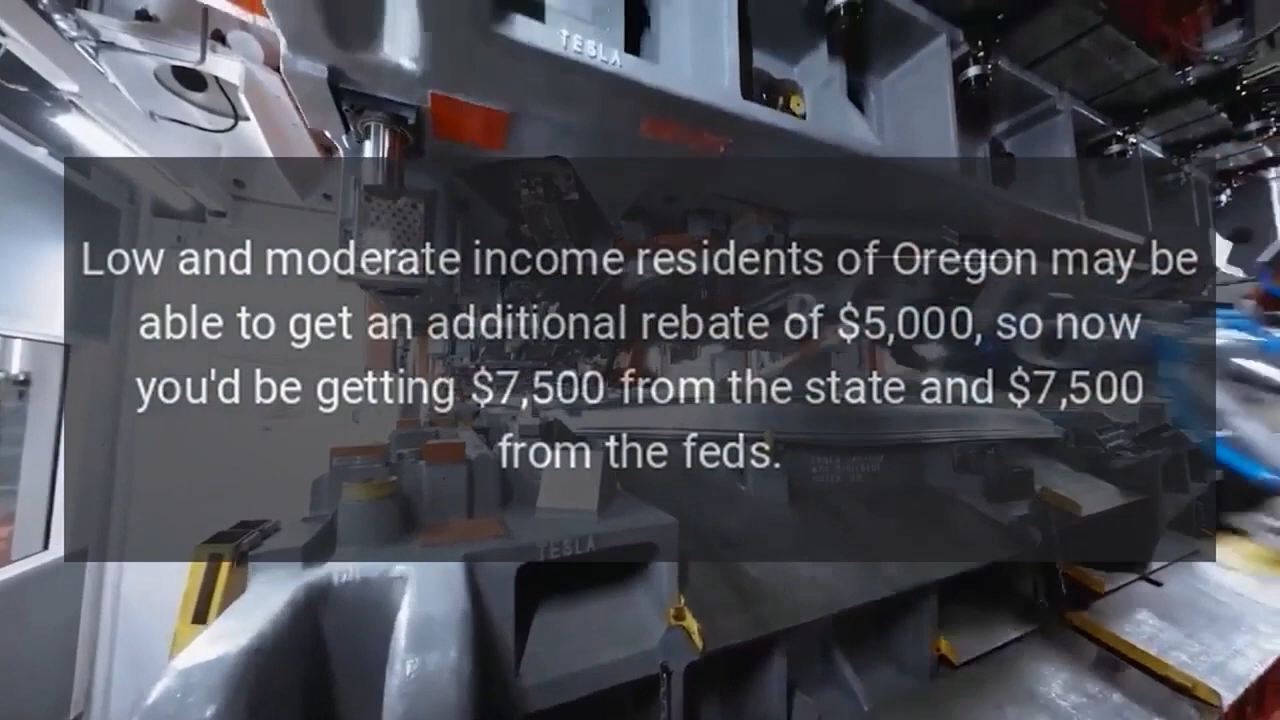 TESLA
Low and moderate income residents of Oregon may be
able to get an additional rebate of $5,000, so now
you'd be getting $7,500 from the state and $7,500
from the feds.
TESLA